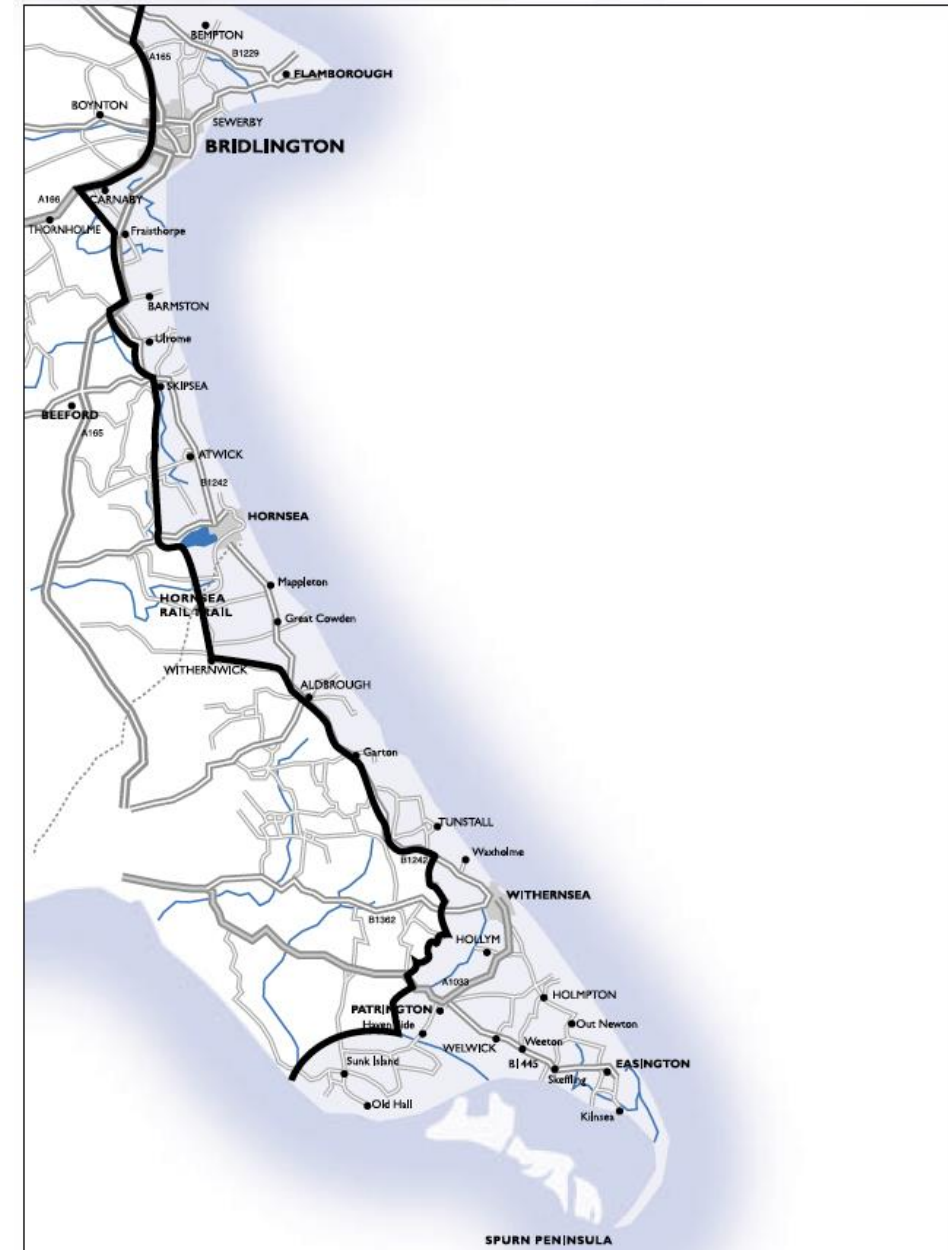 BEMPTON
A165
B1229
FLAMBOROUGH
BOYNTON
SEWERBY
BRIDLINGTON
A166
CARNABY
THORNHOLME
Fraisthorpe
BARMSTON
Ulrome
SKIPSEA
BEEFORD
A165
ATWICK
B1242
HORNSEA
Mappleton
HORNSEA
RAIL TRAIL
Great Cowden
WITHERNWICK
ALDBROUGH
Garton
TUNSTALL
Waxholme
B1242
WITHERNSEA
B1362
HOLLYM
A1033
HOLMPTON
PATRINGTON
Haven Side
Out Newton
WELWICK
Weeton
B1445
EASINGTON
Sunk Island
Skeffling
Old Hall
Kilnsea
SPURN PENINSULA